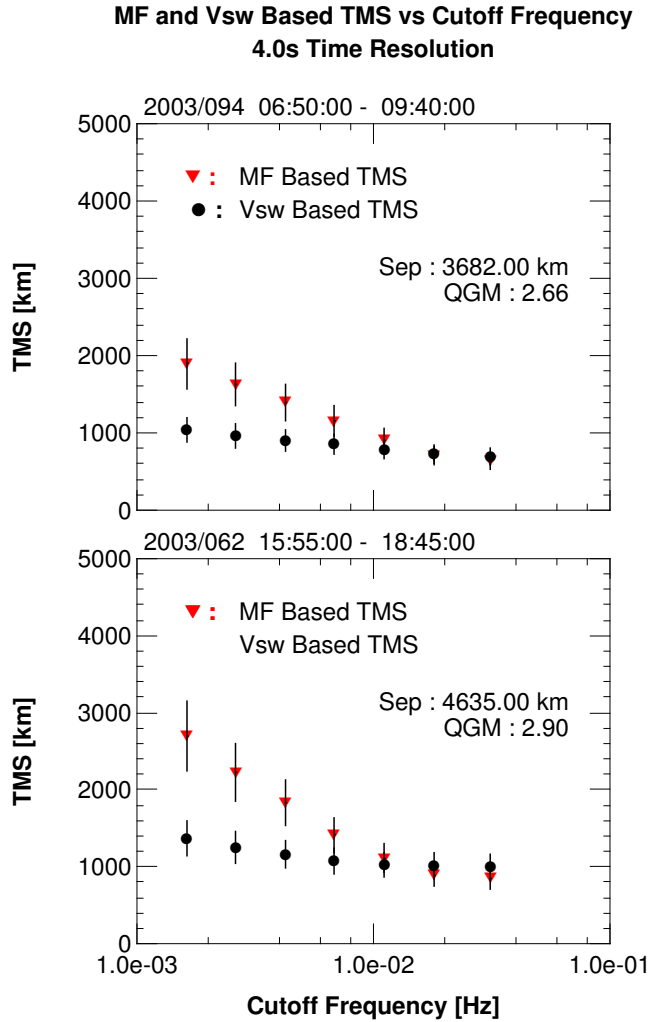 MF and Vsw Based TMS vs Cutoff Frequency
4.0s Time Resolution
2003/094 06:50:00 - 09:40:00
5000
4000
3000
2000
1000
0
TMS [km]
: MF Based TMS
: Vsw Based TMS
Sep : 3682.00 km
QGM : 2.66
2003/062 15:55:00 - 18:45:00
5000
4000
3000
2000
1000
0
TMS [km]
: MF Based TMS
Vsw Based TMS
Sep : 4635.00 km
QGM : 2.90
1.0e-03 1.0e-02 1.0e-01
Cutoff Frequency [Hz]